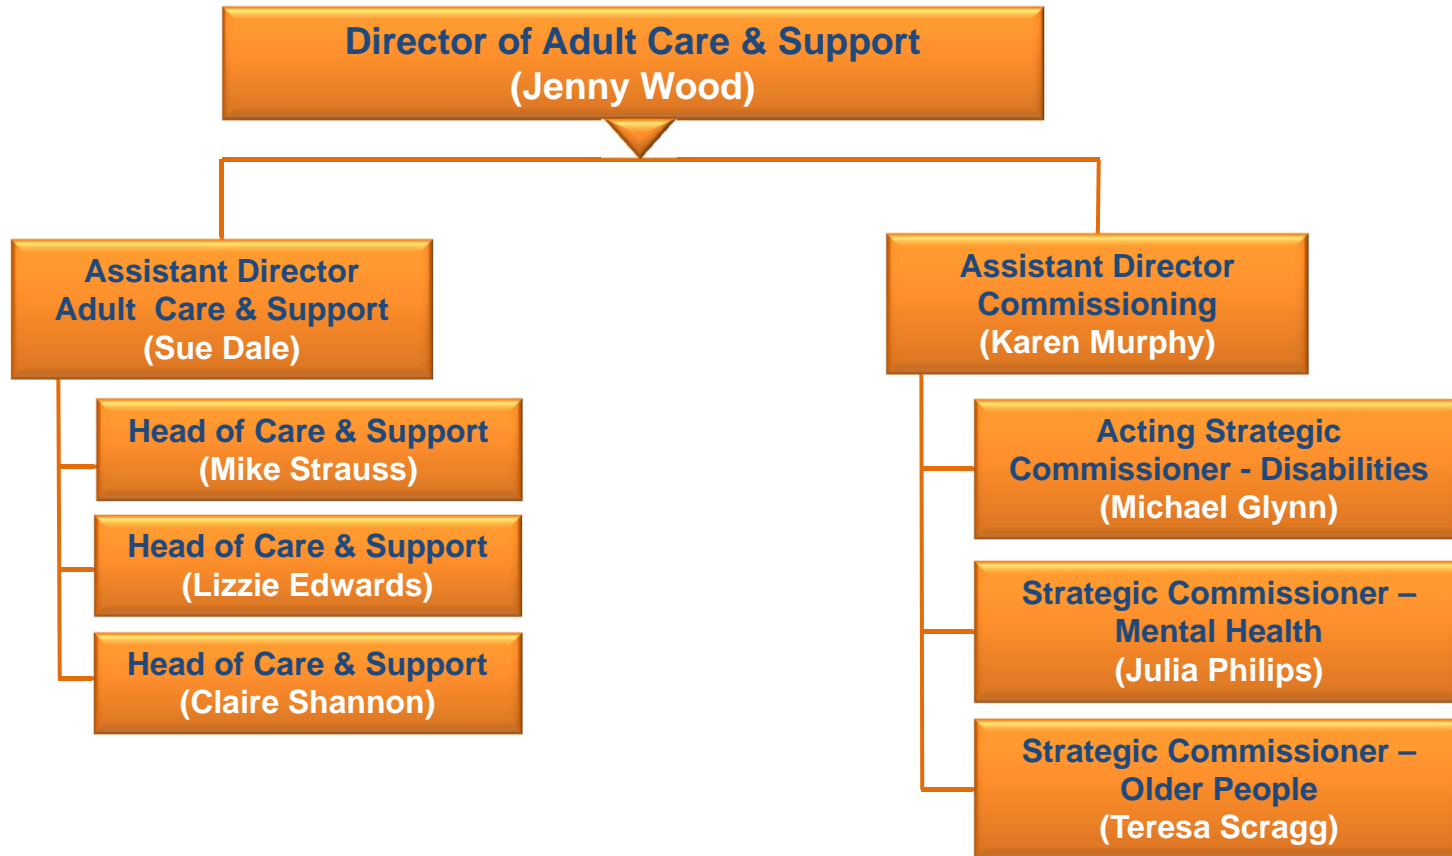 Director of Adult Care & Support
(Jenny Wood)
Assistant Director
Adult Care & Support
(Sue Dale)
Head of Care & Support
(Mike Strauss)
Head of Care & Support
(Lizzie Edwards)
Head of Care & Support
(Claire Shannon)
Assistant Director
Commissioning
(Karen Murphy)
Acting Strategic
Commissioner - Disabilities
(Michael Glynn)
Strategic Commissioner –
Mental Health
(Julia Philips)
Strategic Commissioner –
Older People
(Teresa Scragg)